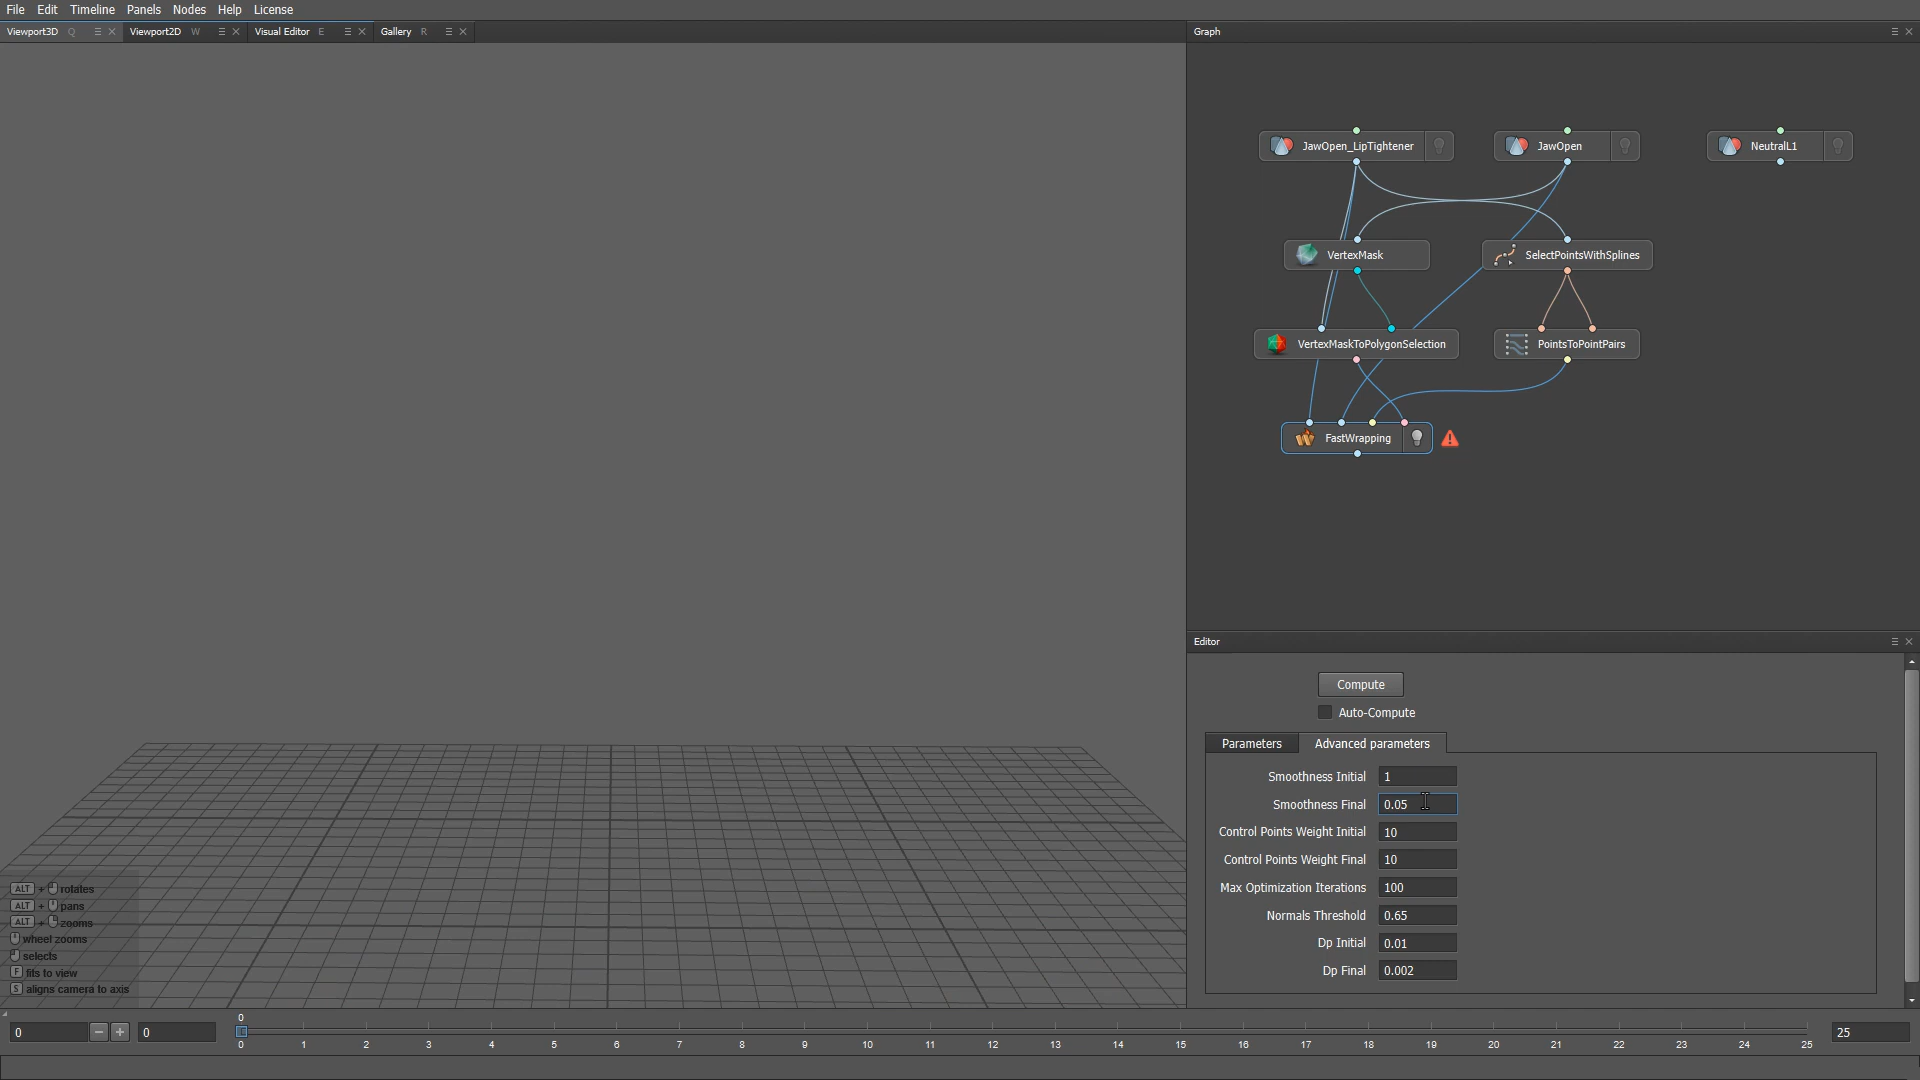 File Edit Timeline Panels Nodes Help License
Viewport3D Q Viewport2D W Visual Editor E Gallery R
Graph
JawOpen_LipTightener JawOpen NeutralL1
VertexMask SelectPointsWithSplines
VertexMaskToPolygonSelection PointsToPointPairs
FastWrapping
Editor
Compute
Auto-Compute
Parameters Advanced parameters
Smoothness Initial 1
Smoothness Final 0.05
Control Points Weight Initial 10
Control Points Weight Final 10
Max Optimization Iterations 100
Normals Threshold 0.65
Dp Initial 0.01
Dp Final 0.002
ALT + rotates
ALT + pans
ALT + zooms
wheel zooms
selects
F fits to view
S aligns camera to axis
0
0 − + 0 25
0 1 2 3 4 5 6 7 8 9 10 11 12 13 14 15 16 17 18 19 20 21 22 23 24 25